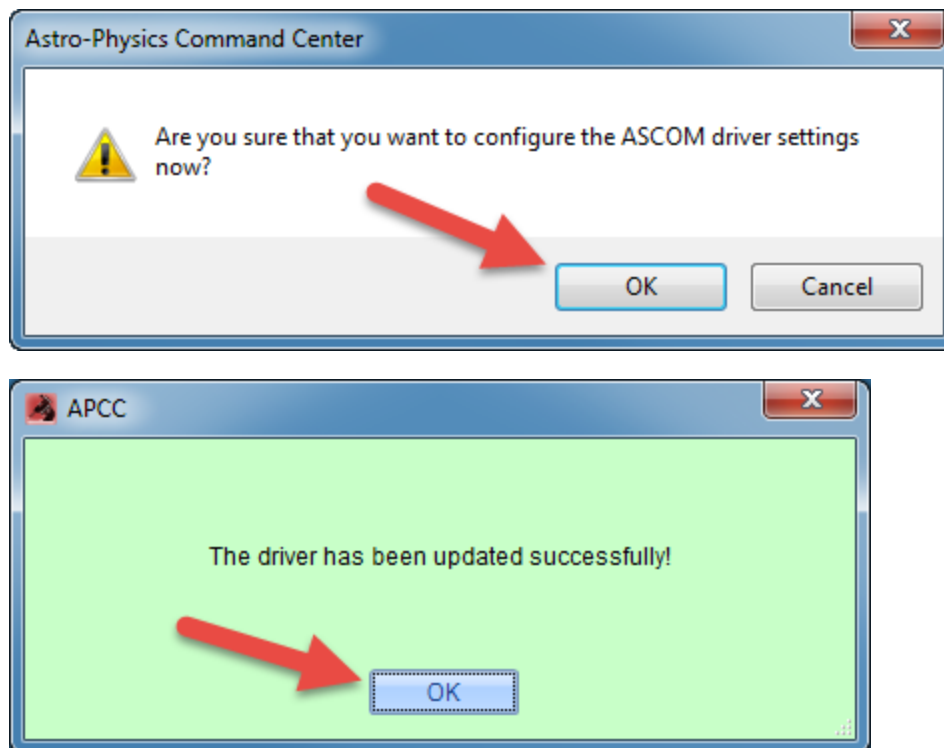 Astro-Physics Command Center
Are you sure that you want to configure the ASCOM driver settings
now?
OK
Cancel
APCC
The driver has been updated successfully!
OK